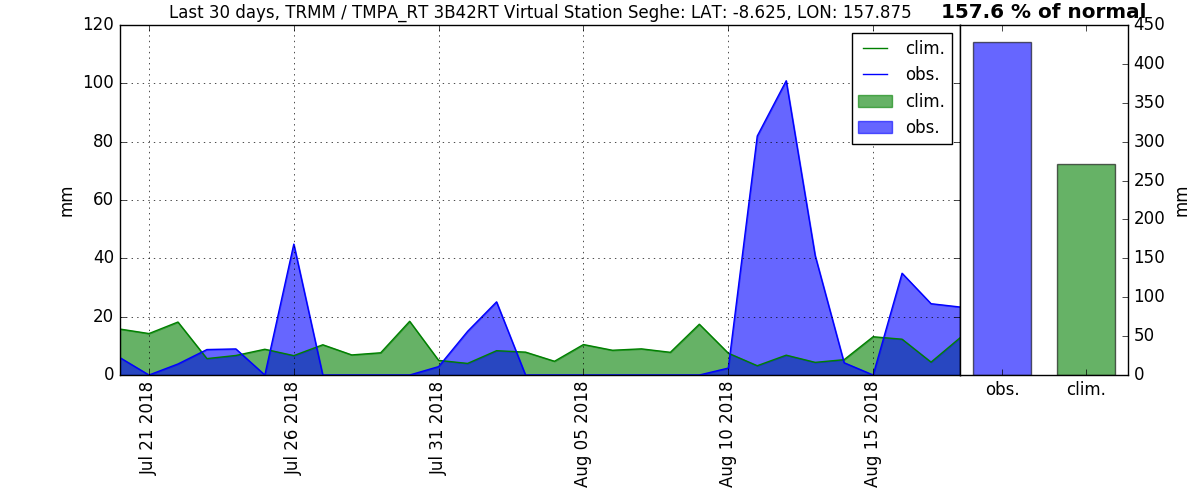 Last 30 days, TRMM / TMPA_RT 3B42RT Virtual Station Seghe: LAT: -8.625, LON: 157.875
157.6 % of normal
120
100
80
60
40
20
0
mm
clim.
obs.
clim.
obs.
Jul 21 2018
Jul 26 2018
Jul 31 2018
Aug 05 2018
Aug 10 2018
Aug 15 2018
450
400
350
300
250
200
150
100
50
0
mm
obs.
clim.